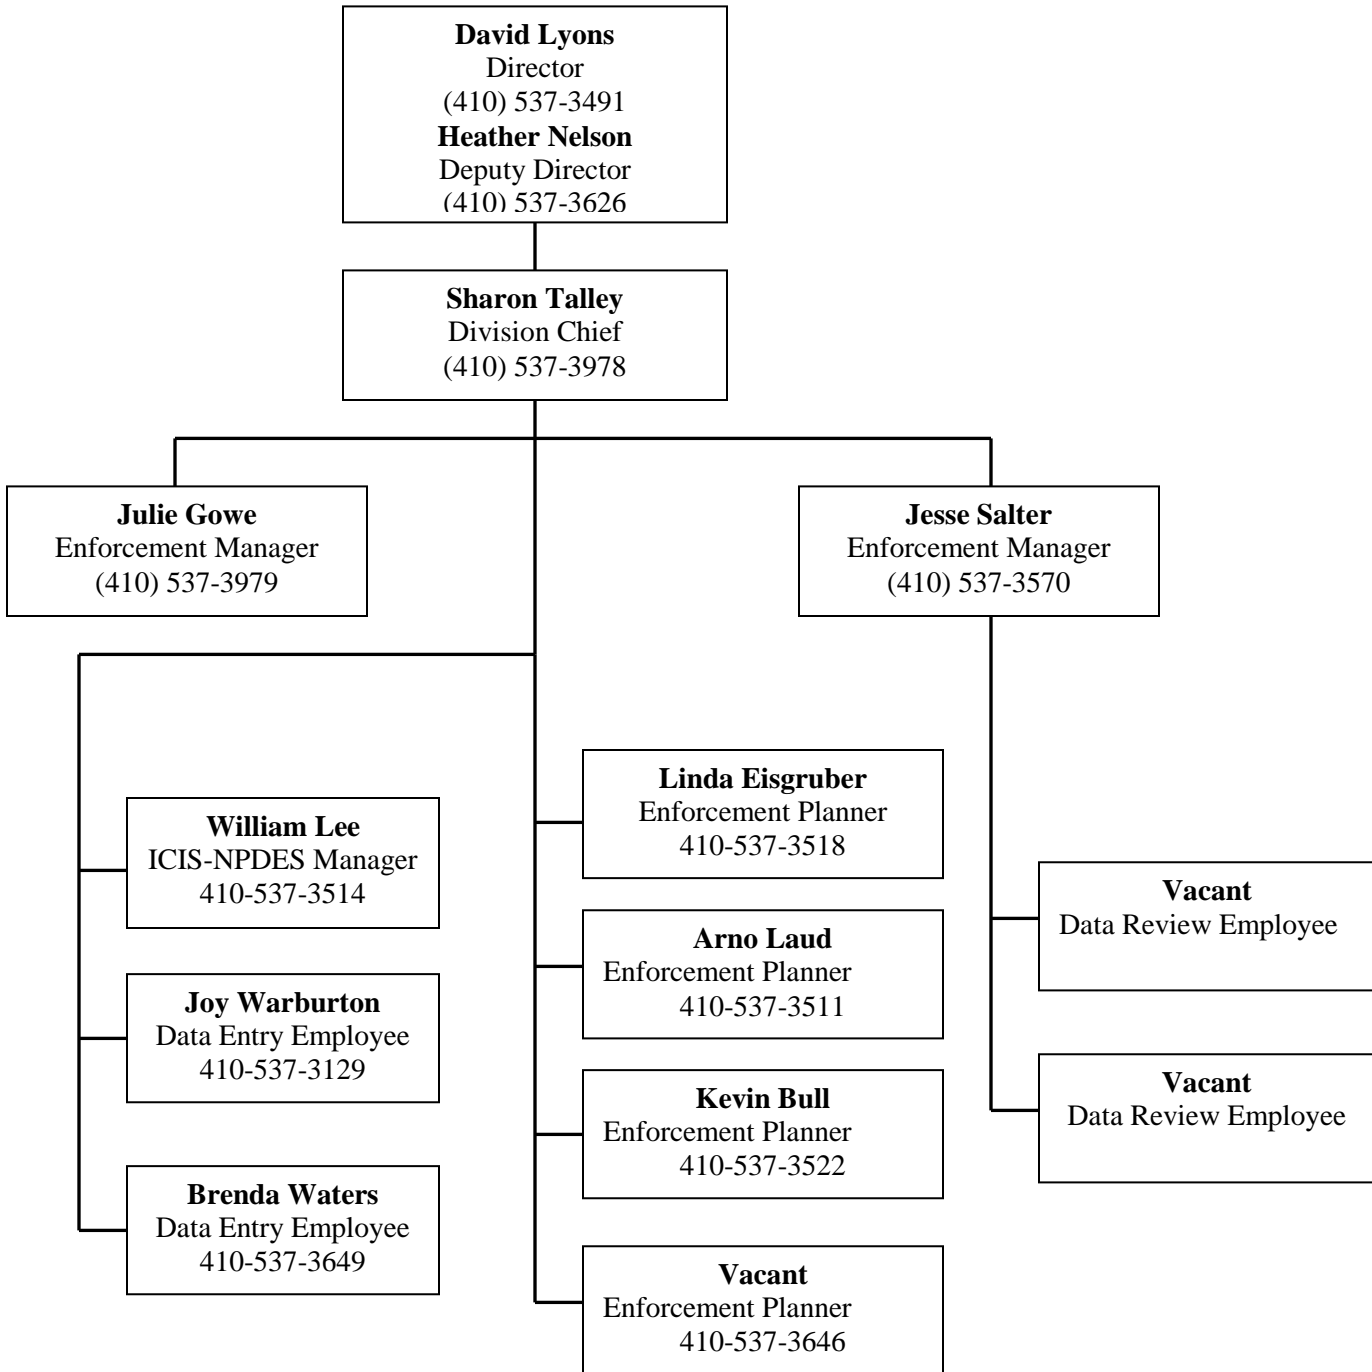 David Lyons
Director
(410) 537-3491
Heather Nelson
Deputy Director
(410) 537-3626
Sharon Talley
Division Chief
(410) 537-3978
Julie Gowe
Enforcement Manager
(410) 537-3979
Jesse Salter
Enforcement Manager
(410) 537-3570
William Lee
ICIS-NPDES Manager
410-537-3514
Joy Warburton
Data Entry Employee
410-537-3129
Brenda Waters
Data Entry Employee
410-537-3649
Linda Eisgruber
Enforcement Planner
410-537-3518
Arno Laud
Enforcement Planner
410-537-3511
Kevin Bull
Enforcement Planner
410-537-3522
Vacant
Enforcement Planner
410-537-3646
Vacant
Data Review Employee
Vacant
Data Review Employee